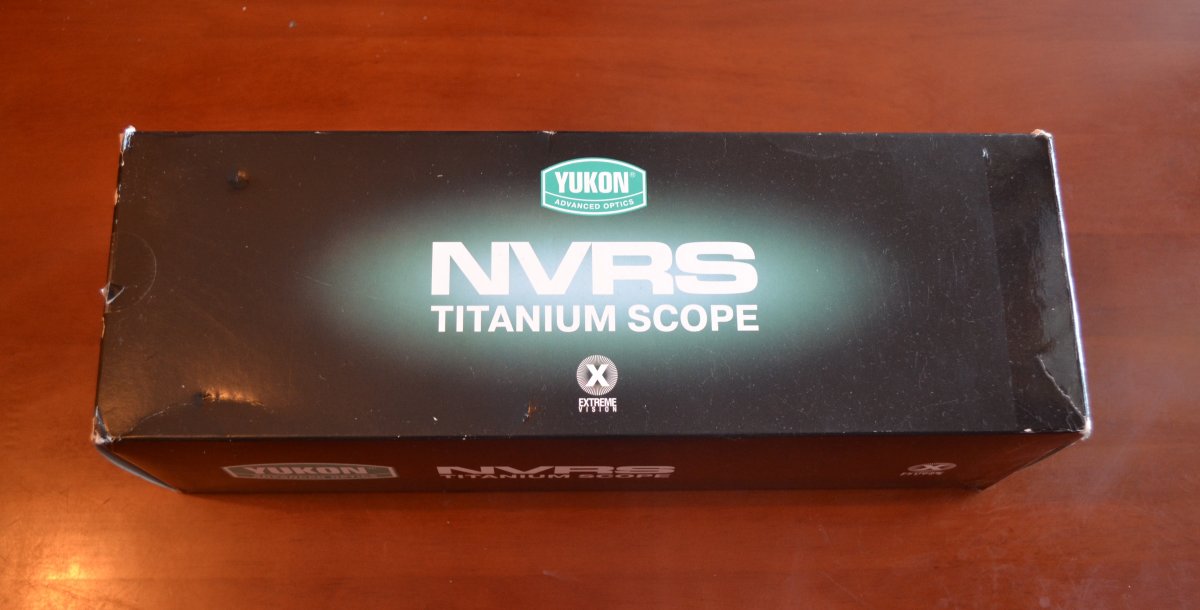 YUKON®
ADVANCED OPTICS
NVRS
TITANIUM SCOPE
X
EXTREME
VISION
YUKON
NVRS
TITANIUM SCOPE
X